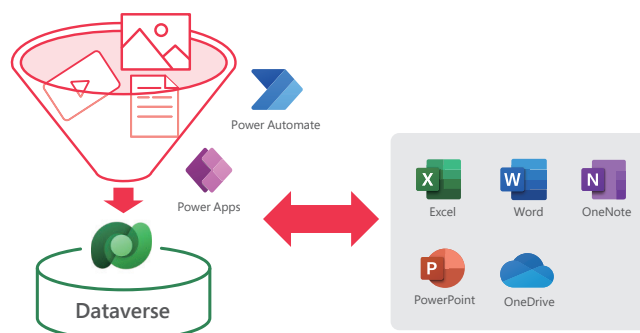 Power Automate
Power Apps
Dataverse
X
Excel
W
Word
N
OneNote
P
PowerPoint
OneDrive